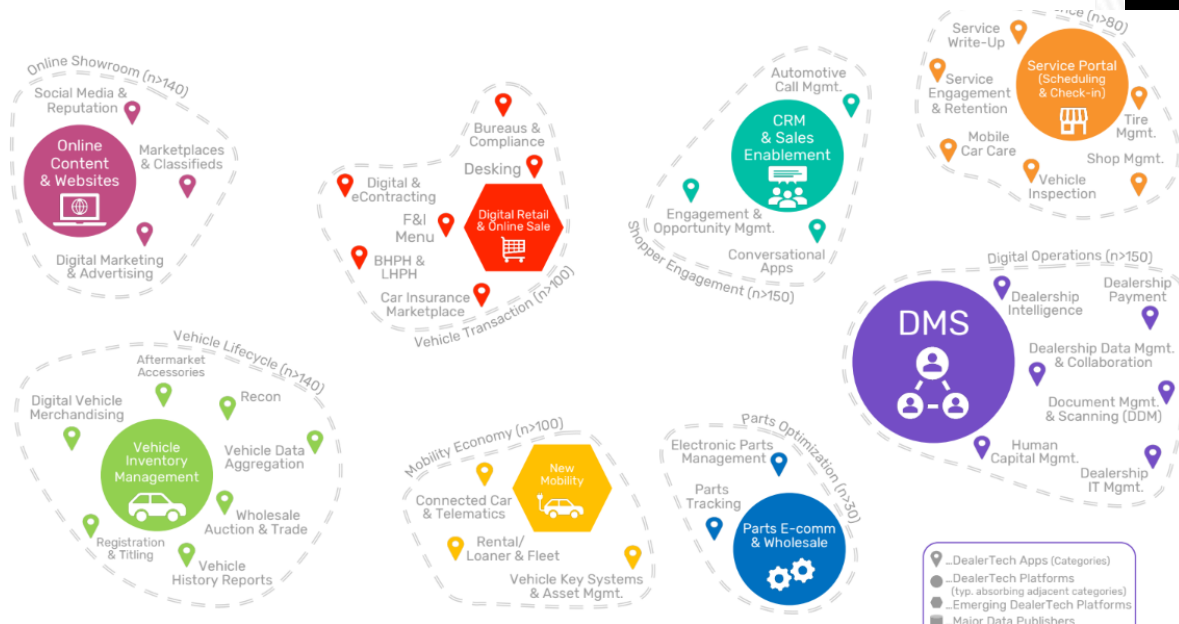 Online Showroom (n>140)
Social Media &
Reputation
Online
Content
& Websites
Marketplaces
& Classifieds
Digital Marketing
& Advertising
Bureaus &
Compliance
Desking
Digital &
eContracting
F&I
Menu
Digital Retail
& Online Sale
BHPH &
LHPH
Car Insurance
Marketplace
Vehicle Transaction (n>100)
Automotive
Call Mgmt.
CRM
& Sales
Enablement
Engagement &
Opportunity Mgmt.
Conversational
Apps
Shopper Engagement (n>150)
(n>80)
Service
Write-Up
Service Portal
(Scheduling
& Check-in)
Service
Engagement
& Retention
Tire
Mgmt.
Mobile
Car Care
Shop Mgmt.
Vehicle
Inspection
Digital Operations (n>150)
Dealership
Intelligence
Dealership
Payment
DMS
Dealership Data Mgmt.
& Collaboration
Document Mgmt.
& Scanning (DDM)
Human
Capital Mgmt.
Dealership
IT Mgmt.
Vehicle Lifecycle (n>140)
Aftermarket
Accessories
Recon
Digital Vehicle
Merchandising
Vehicle
Inventory
Management
Vehicle Data
Aggregation
Wholesale
Auction & Trade
Registration
& Titling
Vehicle
History Reports
Mobility Economy (n>100)
New
Mobility
Connected Car
& Telematics
Rental/
Loaner & Fleet
Vehicle Key Systems
& Asset Mgmt.
Parts Optimization (n>30)
Electronic Parts
Management
Parts
Tracking
Parts E-comm
& Wholesale
...DealerTech Apps (Categories)
...DealerTech Platforms
(typ. absorbing adjacent categories)
...Emerging DealerTech Platforms
...Major Data Publishers